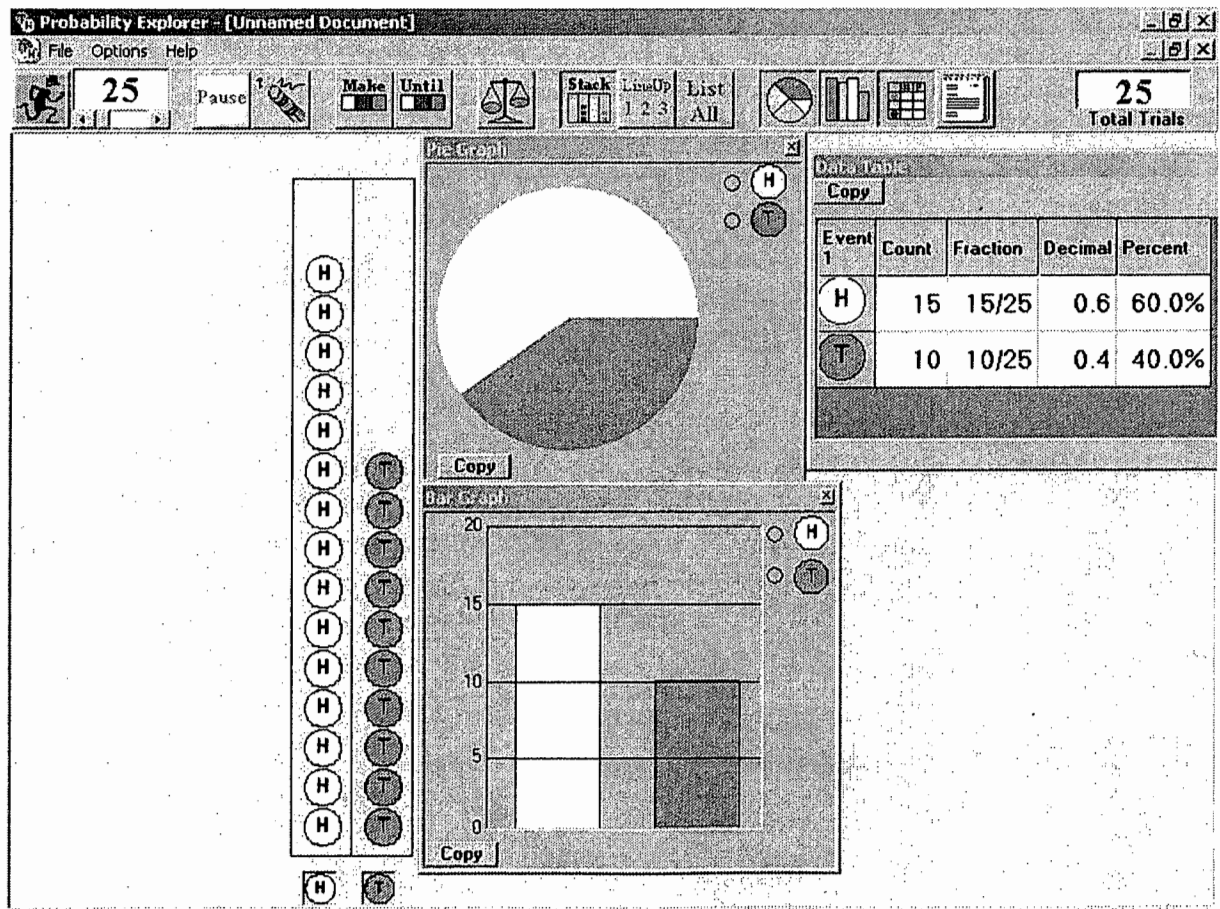 Probability Explorer - [Unnamed Document]
File Options Help
25
Pause
Make
Until
Stack
LineUp
1 2 3
List
All
25
Total Trials
Pie Graph
H
T
Copy
Data Table
Copy
Event
1
Count Fraction Decimal Percent
H 15 15/25 0.6 60.0%
T 10 10/25 0.4 40.0%
Bar Graph
20
15
10
5
0
H
T
Copy
H
H
H
H
H
H T
H T
H T
H T
H T
H T
H T
H T
H T
H T
H T